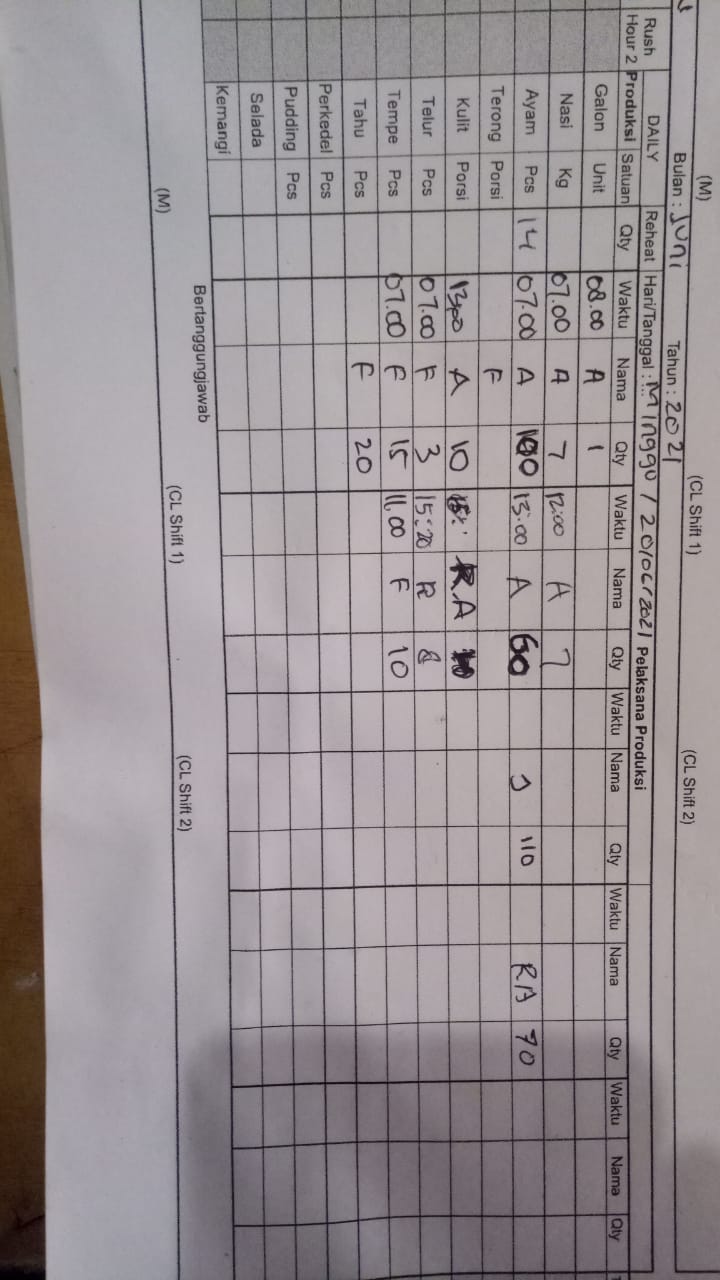 (M) (CL Shift 1) (CL Shift 2)
Bulan : Juni Tahun : 2021
Rush Hour 2 DAILY Reheat Hari/Tanggal : Minggu / 20/06/2021 Pelaksana Produksi
Produksi Satuan Qty Waktu Nama Qty Waktu Nama Qty Waktu Nama Qty Waktu Nama Qty Waktu Nama Qty
Galon Unit 08.00 A 1
Nasi Kg 07.00 A 7 12:00 A 7
Ayam Pcs 14 07.00 A 100 13:00 A 60 J 110 RA 70
Terong Porsi F
Kulit Porsi A 10 A
Telur Pcs 07.00 F 3 15:20 R 8
Tempe Pcs 07.00 F 15 11.00 F 10
Tahu Pcs F 20
Perkedel Pcs
Pudding Pcs
Selada
Kemangi
Bertanggungjawab
(M) (CL Shift 1) (CL Shift 2)